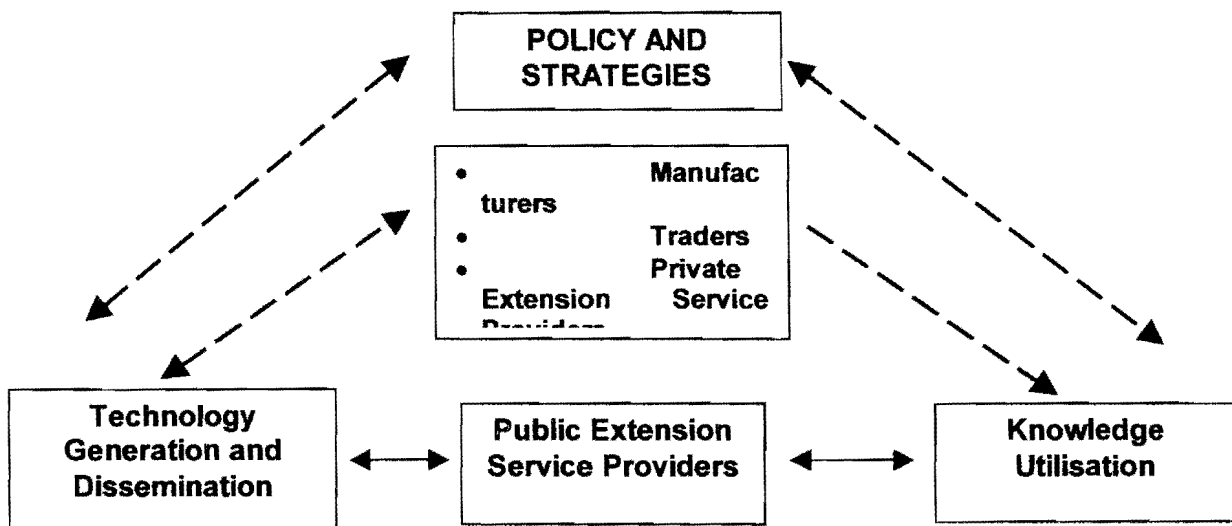 POLICY AND
STRATEGIES
• Manufac
turers
• Traders
• Private
Extension Service
Providers
Technology
Generation and
Dissemination
Public Extension
Service Providers
Knowledge
Utilisation